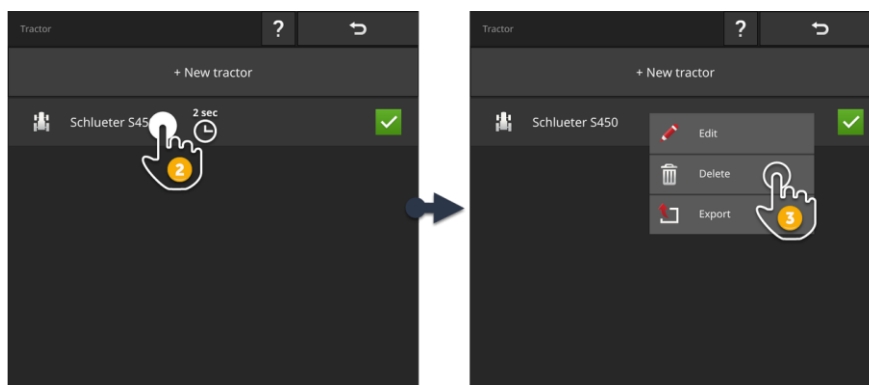 Tractor
?
+ New tractor
Schlueter S45
2 sec
2
Tractor
?
+ New tractor
Schlueter S450
Edit
Delete
Export
3